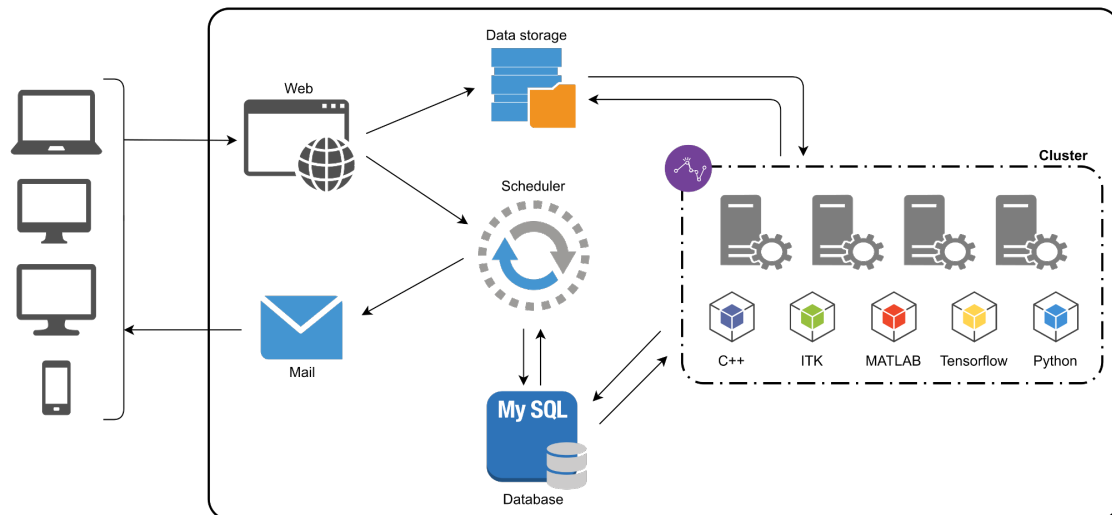 Data storage
Web
Cluster
Scheduler
C++
ITK
MATLAB
Tensorflow
Python
Mail
My SQL
Database